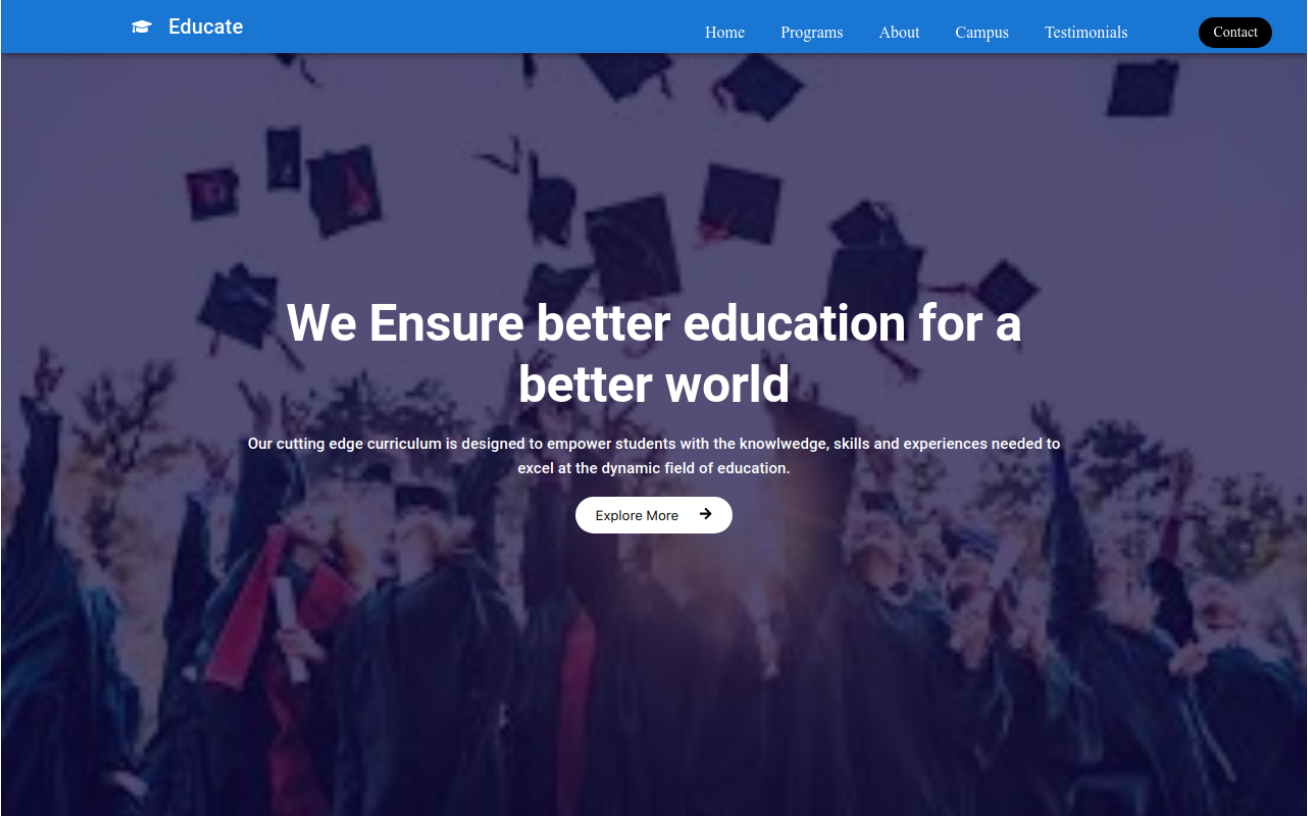 Educate
Home Programs About Campus Testimonials Contact
We Ensure better education for a
better world
Our cutting edge curriculum is designed to empower students with the knowlwedge, skills and experiences needed to
excel at the dynamic field of education.
Explore More